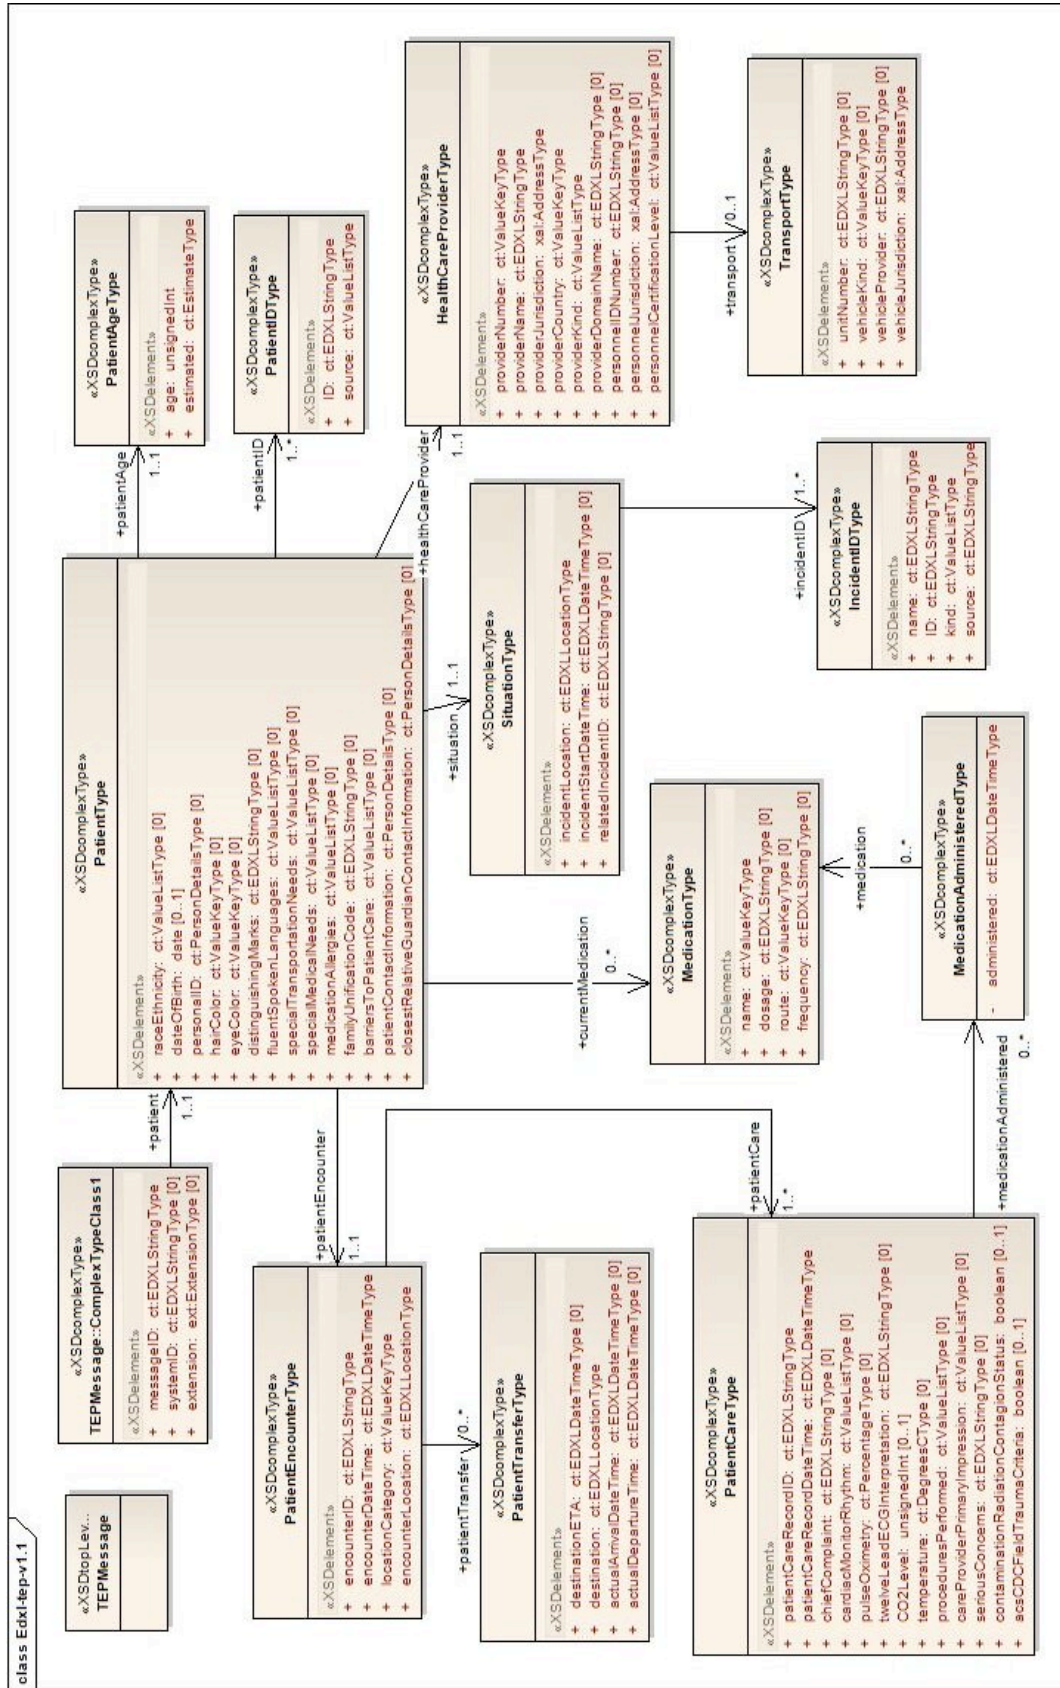 class Edxl-tep-v1.1
«XSDtopLev...
TEPMessage
«XSDcomplexType»
TEPMessage::ComplexTypeClass1
«XSDelement»
+ messageID: ct:EDXLStringType
+ systemID: ct:EDXLStringType [0]
+ extension: ext:ExtensionType [0]
+patient
1..1
«XSDcomplexType»
PatientType
«XSDelement»
+ raceEthnicity: ct:ValueListType [0]
+ dateOfBirth: date [0..1]
+ personalID: ct:PersonDetailsType [0]
+ hairColor: ct:ValueKeyType [0]
+ eyeColor: ct:ValueKeyType [0]
+ distinguishingMarks: ct:EDXLStringType [0]
+ fluentSpokenLanguages: ct:ValueListType [0]
+ specialTransportationNeeds: ct:ValueListType [0]
+ specialMedicalNeeds: ct:ValueListType [0]
+ medicationAllergies: ct:ValueListType [0]
+ familyUnificationCode: ct:EDXLStringType [0]
+ barriersToPatientCare: ct:ValueListType [0]
+ patientContactInformation: ct:PersonDetailsType [0]
+ closestRelativeGuardianContactInformation: ct:PersonDetailsType [0]
+patientAge
1..1
«XSDcomplexType»
PatientAgeType
«XSDelement»
+ age: unsignedInt
+ estimated: ct:EstimateType
+patientID
1..*
«XSDcomplexType»
PatientIDType
«XSDelement»
+ ID: ct:EDXLStringType
+ source: ct:ValueListType
+healthCareProvider
1..1
«XSDcomplexType»
HealthCareProviderType
«XSDelement»
+ providerNumber: ct:ValueKeyType
+ providerName: ct:EDXLStringType
+ providerJurisdiction: xal:AddressType
+ providerCountry: ct:ValueKeyType
+ providerKind: ct:ValueListType
+ providerDomainName: ct:EDXLStringType [0]
+ personnelIDNumber: ct:EDXLStringType [0]
+ personnelJurisdiction: xal:AddressType [0]
+ personnelCertificationLevel: ct:ValueListType [0]
+patientEncounter
1..1
«XSDcomplexType»
PatientEncounterType
«XSDelement»
+ encounterID: ct:EDXLStringType
+ encounterDateTime: ct:EDXLDateTimeType
+ locationCategory: ct:ValueKeyType
+ encounterLocation: ct:EDXLLocationType
+situation
1..1
«XSDcomplexType»
SituationType
«XSDelement»
+ incidentLocation: ct:EDXLLocationType
+ incidentStartDateTime: ct:EDXLDateTimeType [0]
+ relatedIncidentID: ct:EDXLStringType [0]
+patientTransfer
0..*
«XSDcomplexType»
PatientTransferType
«XSDelement»
+ destinationETA: ct:EDXLDateTimeType [0]
+ destination: ct:EDXLLocationType
+ actualArrivalDateTime: ct:EDXLDateTimeType [0]
+ actualDepartureTime: ct:EDXLDateTimeType [0]
+currentMedication
0..*
«XSDcomplexType»
MedicationType
«XSDelement»
+ name: ct:ValueKeyType
+ dosage: ct:EDXLStringType [0]
+ route: ct:ValueKeyType [0]
+ frequency: ct:EDXLStringType [0]
+transport
0..1
«XSDcomplexType»
TransportType
«XSDelement»
+ unitNumber: ct:EDXLStringType [0]
+ vehicleKind: ct:ValueKeyType [0]
+ vehicleProvider: ct:EDXLStringType [0]
+ vehicleJurisdiction: xal:AddressType
+patientCare
1..*
«XSDcomplexType»
PatientCareType
«XSDelement»
+ patientCareRecordID: ct:EDXLStringType
+ patientCareRecordDateTime: ct:EDXLDateTimeType
+ chiefComplaint: ct:EDXLStringType [0]
+ cardiacMonitorRhythm: ct:ValueListType [0]
+ pulseOximetry: ct:PercentageType [0]
+ twelveLeadECGInterpretation: ct:EDXLStringType [0]
+ CO2Level: unsignedInt [0..1]
+ temperature: ct:DegreesCType [0]
+ proceduresPerformed: ct:ValueListType [0]
+ careProviderPrimaryImpression: ct:ValueListType [0]
+ seriousConcerns: ct:EDXLStringType [0]
+ contaminationRadiationContagionStatus: boolean [0..1]
+ acsCDCFieldTraumaCriteria: boolean [0..1]
+medication
0..*
+medicationAdministered
0..*
«XSDcomplexType»
MedicationAdministeredType
- administered: ct:EDXLDateTimeType
+incidentID
1..*
«XSDcomplexType»
IncidentIDType
«XSDelement»
+ name: ct:EDXLStringType
+ ID: ct:EDXLStringType
+ kind: ct:ValueListType
+ source: ct:EDXLStringType